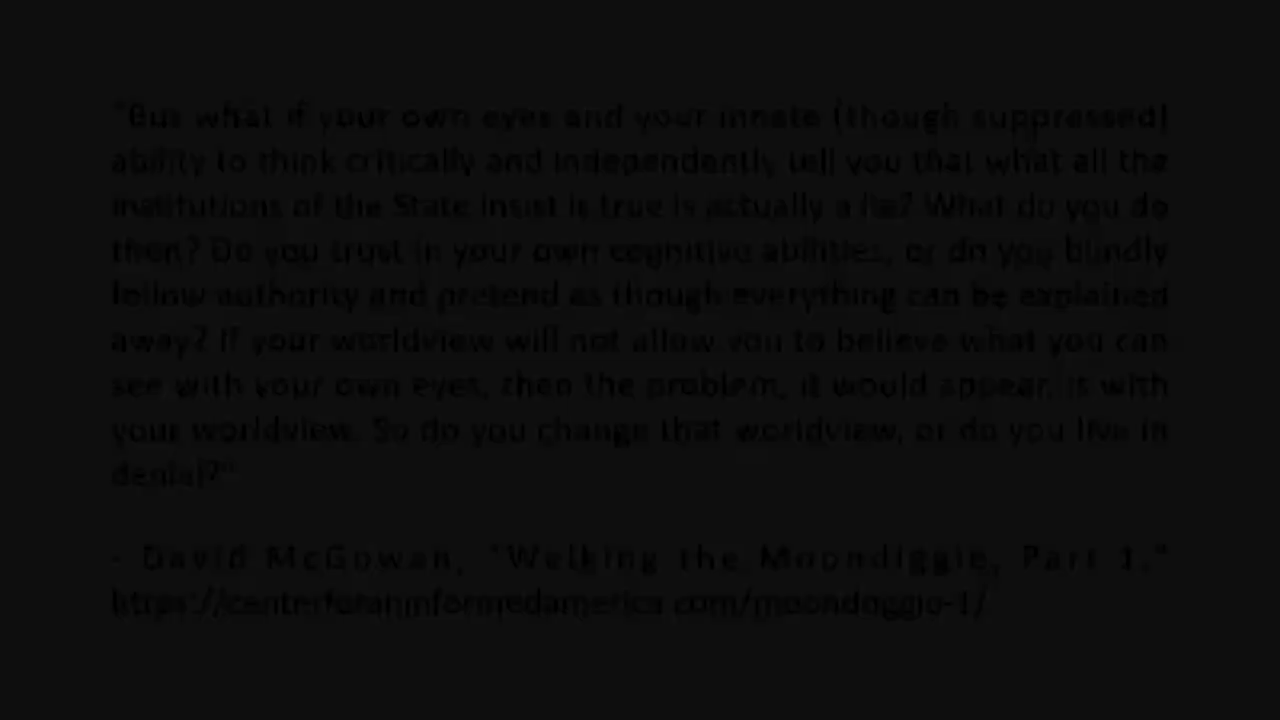 "But what if your own eyes and your innate (though suppressed)
ability to think critically and independently tell you that what all the
institutions of the State insist is true is actually a lie? What do you do
then? Do you trust in your own cognitive abilities, or do you blindly
follow authority and pretend as though everything can be explained
away? If your worldview will not allow you to believe what you can
see with your own eyes, then the problem, it would appear, is with
your worldview. So do you change that worldview, or do you live in
denial?"
- David McGowan, "Wagging the Moondoggie, Part 1,"
https://centerforaninformedamerica.com/moondoggie-1/